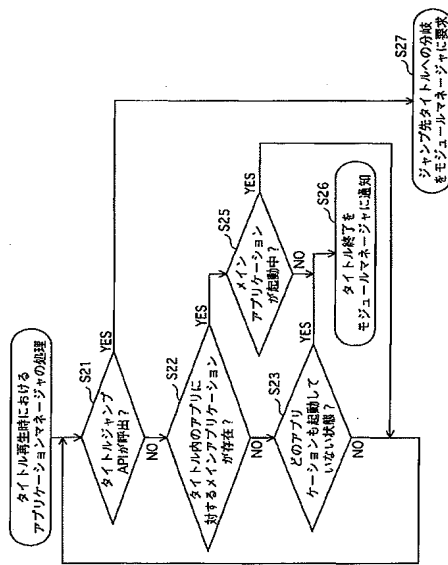 タイトル再生時における
アプリケーションマネージャの処理
S21
タイトルジャンプ
APIが呼出？
YES
NO
S22
タイトル内のアプリに
対するメインアプリケーション
が存在？
YES
NO
S23
どのアプリ
ケーションも起動して
いない状態？
YES
NO
S25
メイン
アプリケーション
が起動中？
YES
NO
S26
タイトル終了を
モジュールマネージャに通知
S27
ジャンプ先タイトルへの分岐
をモジュールマネージャに要求